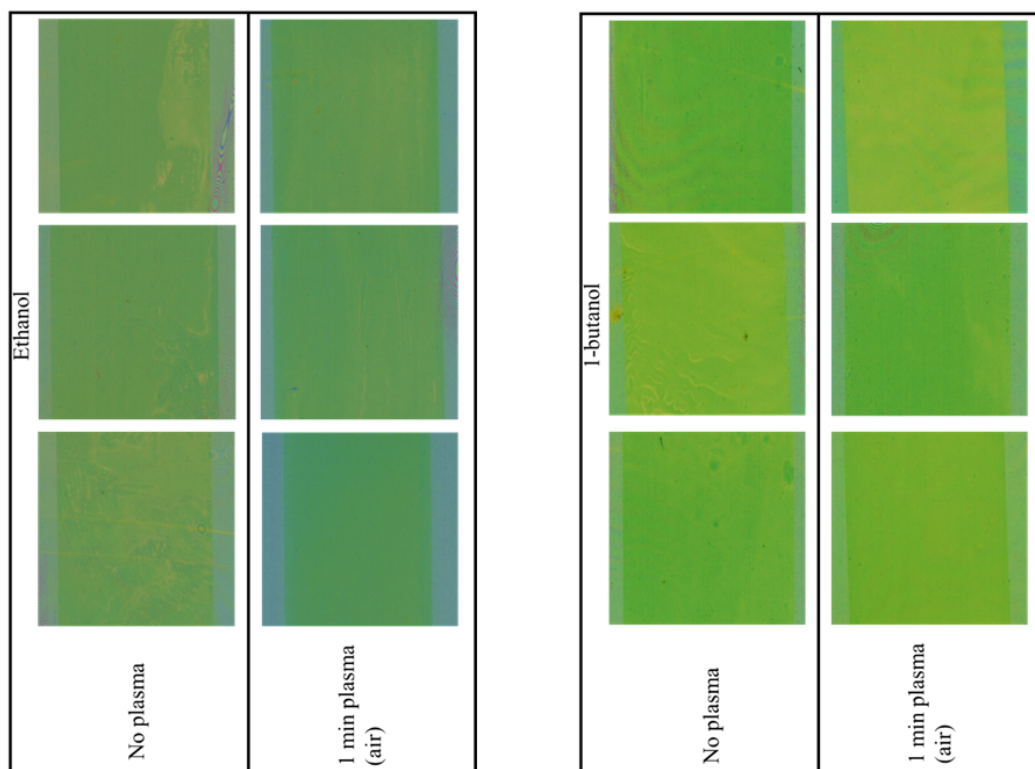 Ethanol
No plasma
1 min plasma
(air)
1-butanol
No plasma
1 min plasma
(air)